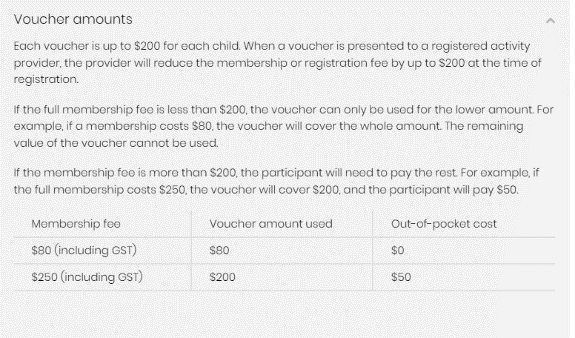 Voucher amounts
Each voucher is up to $200 for each child. When a voucher is presented to a registered activity
provider, the provider will reduce the membership or registration fee by up to $200 at the time of
registration.
If the full membership fee is less than $200, the voucher can only be used for the lower amount. For
example, if a membership costs $80, the voucher will cover the whole amount. The remaining
value of the voucher cannot be used.
If the membership fee is more than $200, the participant will need to pay the rest. For example, if
the full membership costs $250, the voucher will cover $200, and the participant will pay $50.
Membership fee Voucher amount used Out-of-pocket cost
$80 (including GST) $80 $0
$250 (including GST) $200 $50